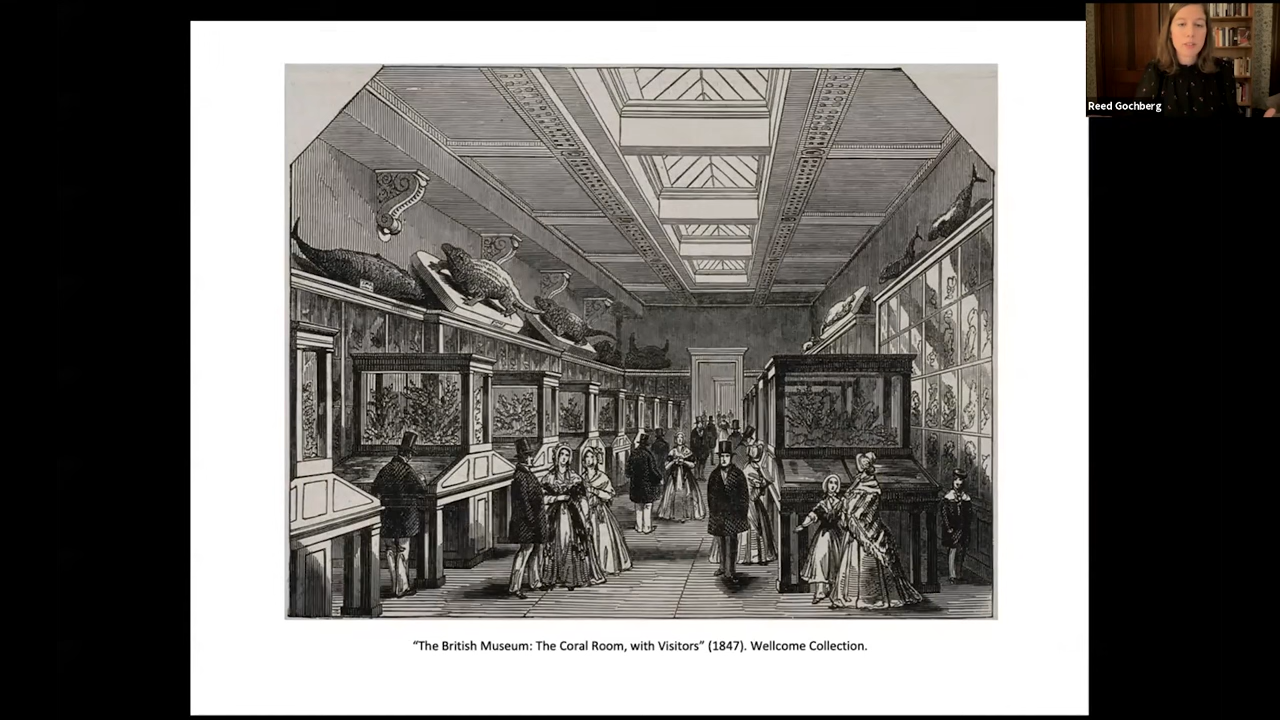 Reed Gochberg
“The British Museum: The Coral Room, with Visitors” (1847). Wellcome Collection.